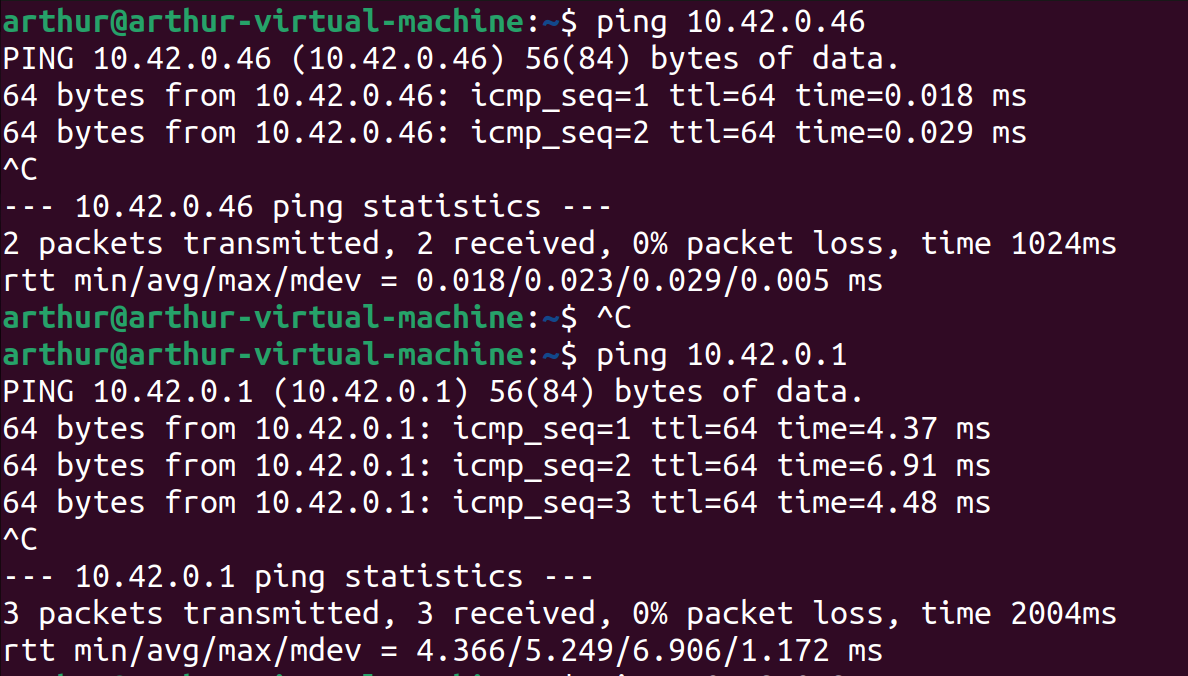 arthur@arthur-virtual-machine:~$ ping 10.42.0.46
PING 10.42.0.46 (10.42.0.46) 56(84) bytes of data.
64 bytes from 10.42.0.46: icmp_seq=1 ttl=64 time=0.018 ms
64 bytes from 10.42.0.46: icmp_seq=2 ttl=64 time=0.029 ms
^C
--- 10.42.0.46 ping statistics ---
2 packets transmitted, 2 received, 0% packet loss, time 1024ms
rtt min/avg/max/mdev = 0.018/0.023/0.029/0.005 ms
arthur@arthur-virtual-machine:~$ ^C
arthur@arthur-virtual-machine:~$ ping 10.42.0.1
PING 10.42.0.1 (10.42.0.1) 56(84) bytes of data.
64 bytes from 10.42.0.1: icmp_seq=1 ttl=64 time=4.37 ms
64 bytes from 10.42.0.1: icmp_seq=2 ttl=64 time=6.91 ms
64 bytes from 10.42.0.1: icmp_seq=3 ttl=64 time=4.48 ms
^C
--- 10.42.0.1 ping statistics ---
3 packets transmitted, 3 received, 0% packet loss, time 2004ms
rtt min/avg/max/mdev = 4.366/5.249/6.906/1.172 ms